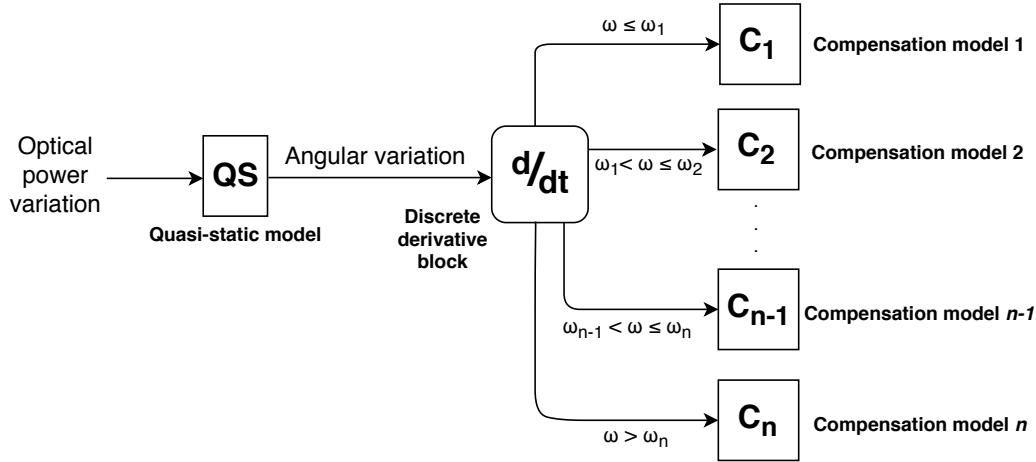 Optical
power
variation
QS
Quasi-static model
Angular variation
d/dt
Discrete
derivative
block
ω ≤ ω₁
C₁
Compensation model 1
ω₁< ω ≤ ω₂
C₂
Compensation model 2
.
.
.
ωₙ₋₁ < ω ≤ ωₙ
Cₙ₋₁
Compensation model n-1
ω > ωₙ
Cₙ
Compensation model n